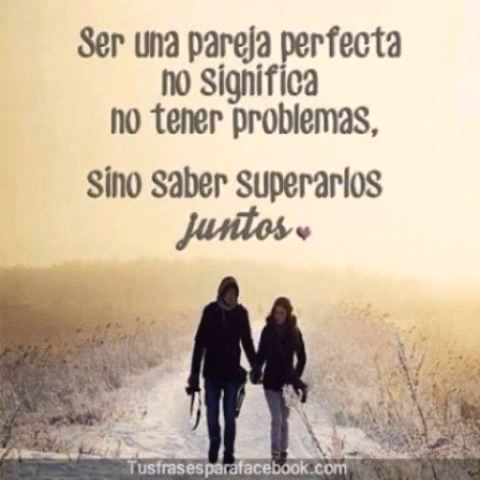 Ser una pareja perfecta
no significa
no tener problemas,
sino saber superarlos
juntos.
Tusfrasesparafacebook.com